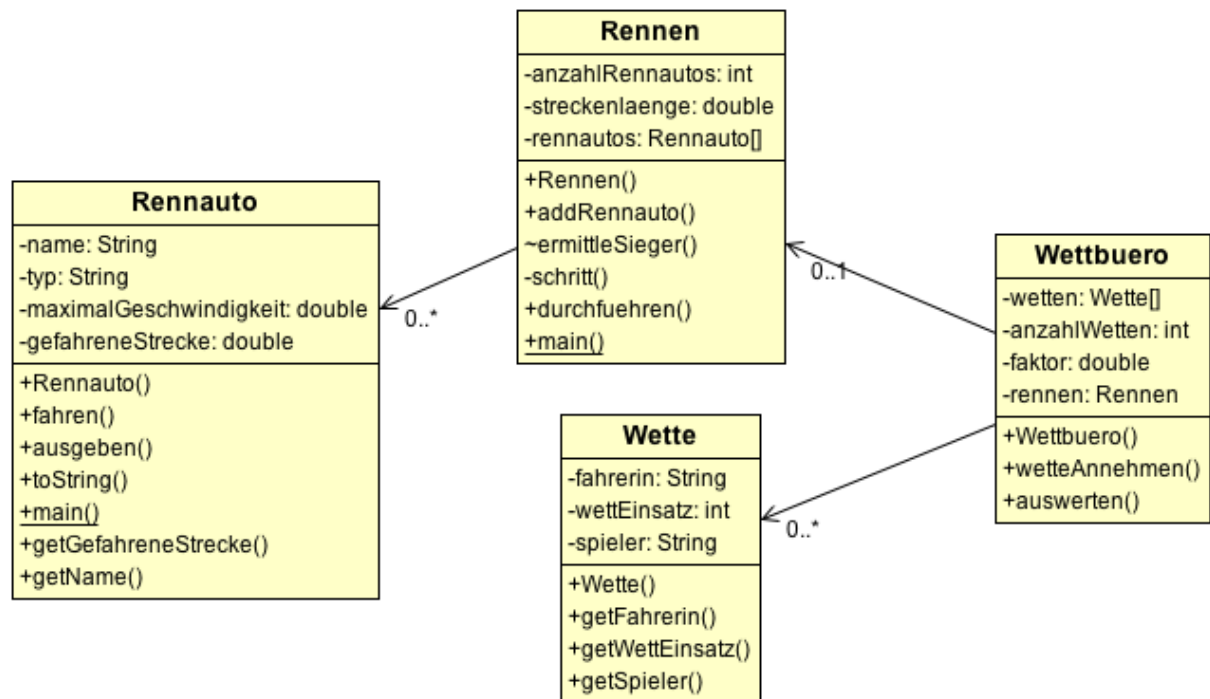 Rennen
-anzahlRennautos: int
-streckenlaenge: double
-rennautos: Rennauto[]
+Rennen()
+addRennauto()
~ermittleSieger()
-schritt()
+durchfuehren()
+main()
Rennauto
-name: String
-typ: String
-maximalGeschwindigkeit: double
-gefahreneStrecke: double
+Rennauto()
+fahren()
+ausgeben()
+toString()
+main()
+getGefahreneStrecke()
+getName()
0..*
0..1
Wettbuero
-wetten: Wette[]
-anzahlWetten: int
-faktor: double
-rennen: Rennen
+Wettbuero()
+wetteAnnehmen()
+auswerten()
Wette
-fahrerin: String
-wettEinsatz: int
-spieler: String
+Wette()
+getFahrerin()
+getWettEinsatz()
+getSpieler()
0..*